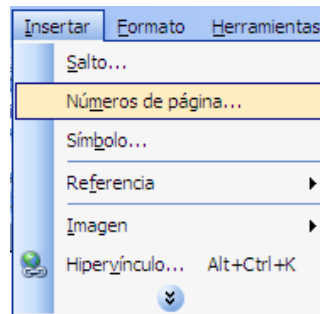 Insertar Formato Herramientas
Salto...
Números de página...
Símbolo...
Referencia
Imagen
Hipervínculo... Alt+Ctrl+K